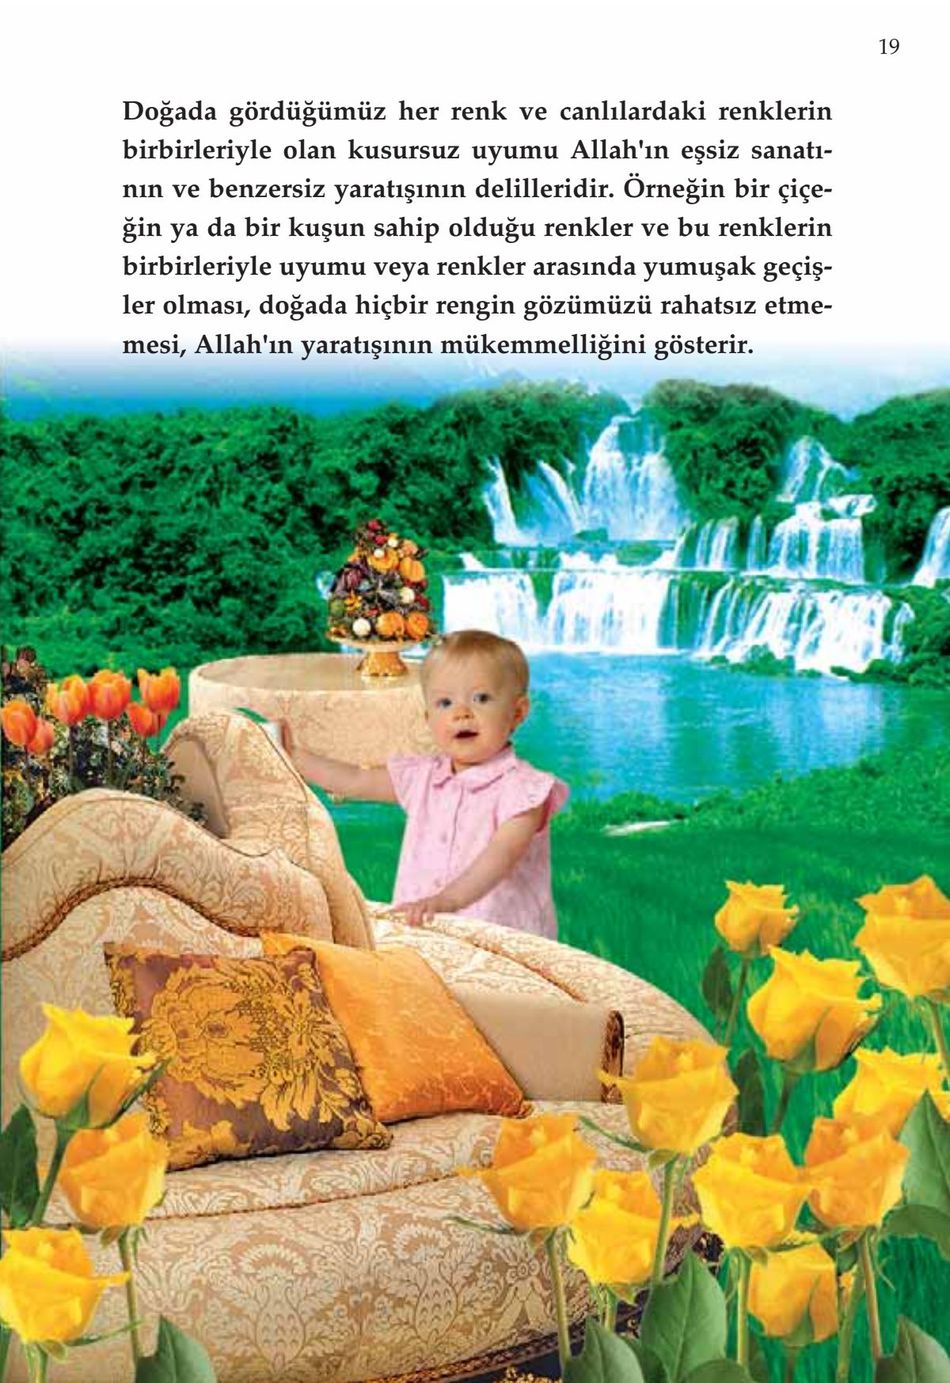 19
Doğada gördüğümüz her renk ve canlılardaki renklerin
birbirleriyle olan kusursuz uyumu Allah'ın eşsiz sanatı-
nın ve benzersiz yaratışının delilleridir. Örneğin bir çiçe-
ğin ya da bir kuşun sahip olduğu renkler ve bu renklerin
birbirleriyle uyumu veya renkler arasında yumuşak geçiş-
ler olması, doğada hiçbir rengin gözümüzü rahatsız etme-
mesi, Allah'ın yaratışının mükemmelliğini gösterir.